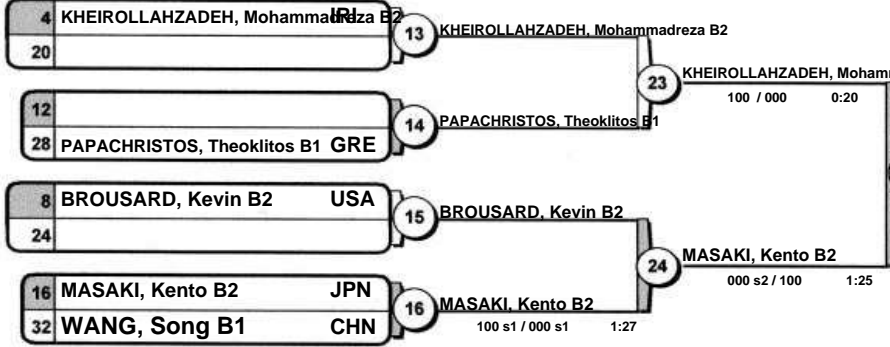 4 KHEIROLLAHZADEH, Mohammadreza B2 IRI
20
13
KHEIROLLAHZADEH, Mohammadreza B2
12
28 PAPACHRISTOS, Theoklitos B1 GRE
14
PAPACHRISTOS, Theoklitos B1
23
KHEIROLLAHZADEH, Moham
100 / 000 0:20
8 BROUSARD, Kevin B2 USA
24
15
BROUSARD, Kevin B2
16 MASAKI, Kento B2 JPN
32 WANG, Song B1 CHN
16
MASAKI, Kento B2
100 s1 / 000 s1 1:27
24
MASAKI, Kento B2
000 s2 / 100 1:25